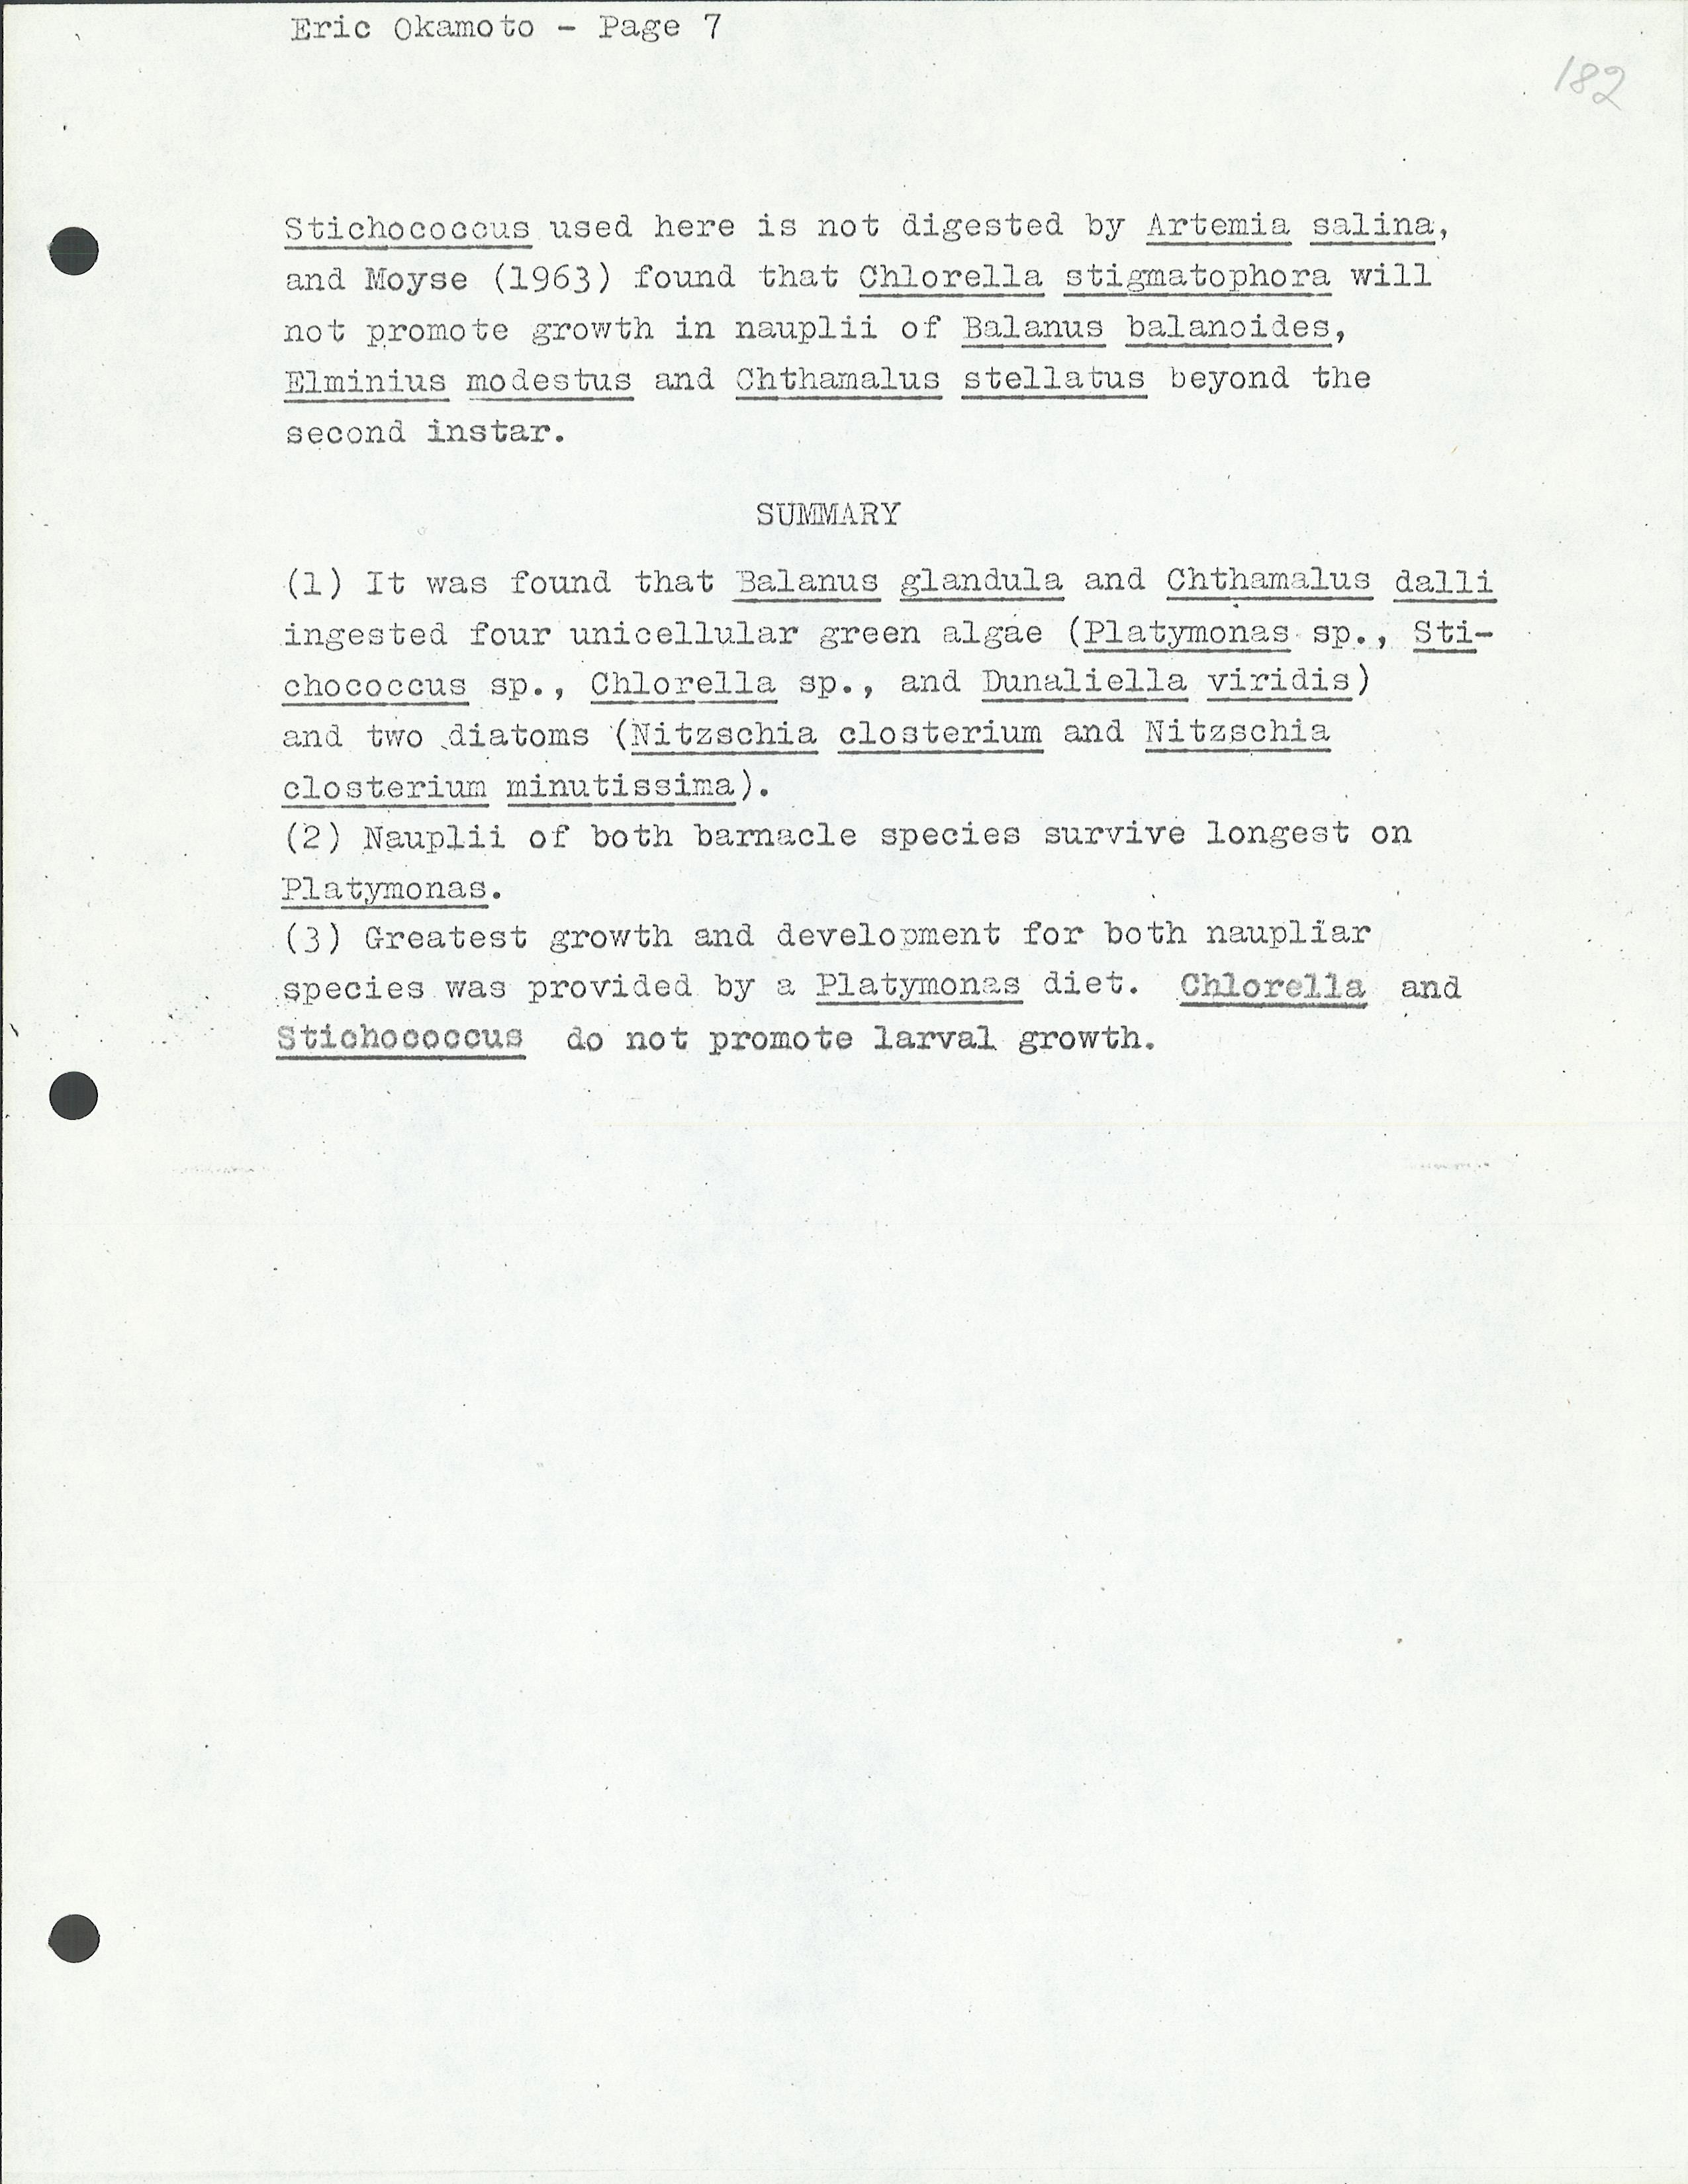 Eric Okamoto - Page 7
182
Stichococcus used here is not digested by Artemia salina,
and Moyse (1963) found that Chlorella stigmatophora will
not promote growth in nauplii of Balanus balanoides,
Elminius modestus and Chthamalus stellatus beyond the
second instar.
SUMMARY
(1) It was found that Balanus glandula and Chthamalus dalli
ingested four unicellular green algae (Platymonas sp., Sti-
chococcus sp., Chlorella sp., and Dunaliella viridis)
and two diatoms (Nitzschia closterium and Nitzschia
closterium minutissima).
(2) Nauplii of both barnacle species survive longest on
Platymonas.
(3) Greatest growth and development for both naupliar
species was provided by a Platymonas diet. Chlorella and
Stichococcus do not promote larval growth.